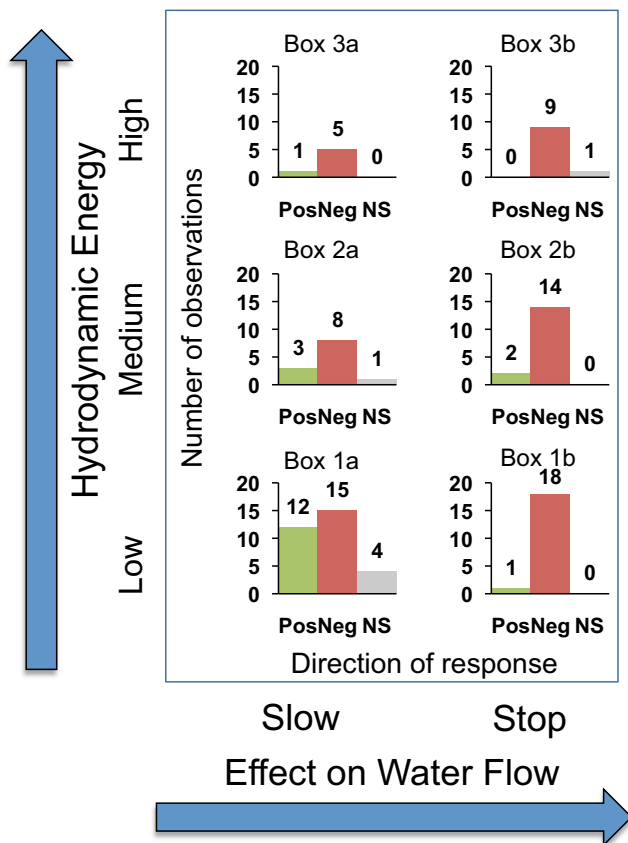 Hydrodynamic Energy
High
Medium
Low
Number of observations
Box 3a
20
15
10
5
0
1
5
0
PosNeg NS
Box 3b
20
15
10
5
0
0
9
1
PosNeg NS
Box 2a
20
15
10
5
0
3
8
1
PosNeg NS
Box 2b
20
15
10
5
0
2
14
0
PosNeg NS
Box 1a
20
15
10
5
0
12
15
4
PosNeg NS
Box 1b
20
15
10
5
0
1
18
0
PosNeg NS
Direction of response
Slow
Stop
Effect on Water Flow